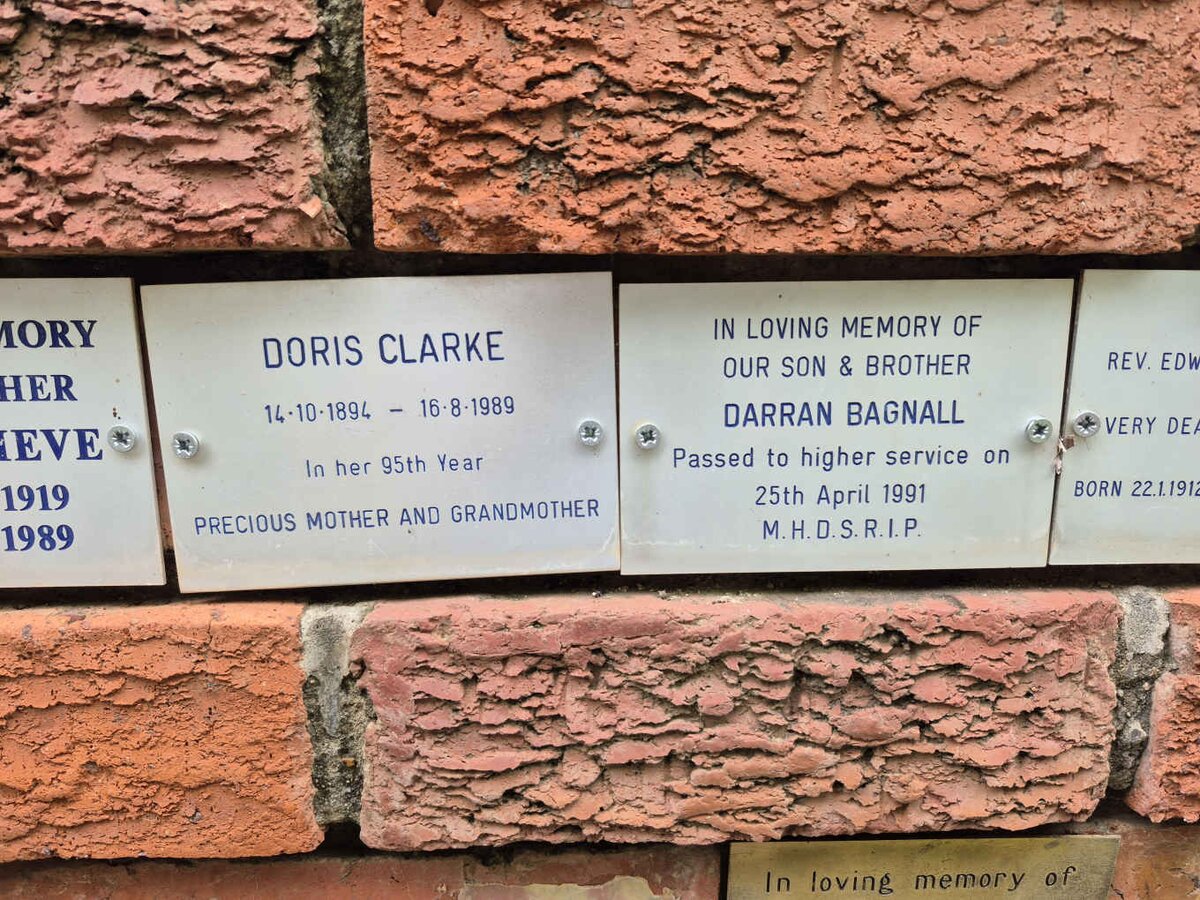 MORY
HER
IEVE
1919
1989
DORIS CLARKE
14·10·1894 – 16·8·1989
In her 95th Year
PRECIOUS MOTHER AND GRANDMOTHER
IN LOVING MEMORY OF
OUR SON & BROTHER
DARRAN BAGNALL
Passed to higher service on
25th April 1991
M.H.D.S.R.I.P.
REV. EDW
VERY DEA
BORN 22.1.1912
In loving memory of